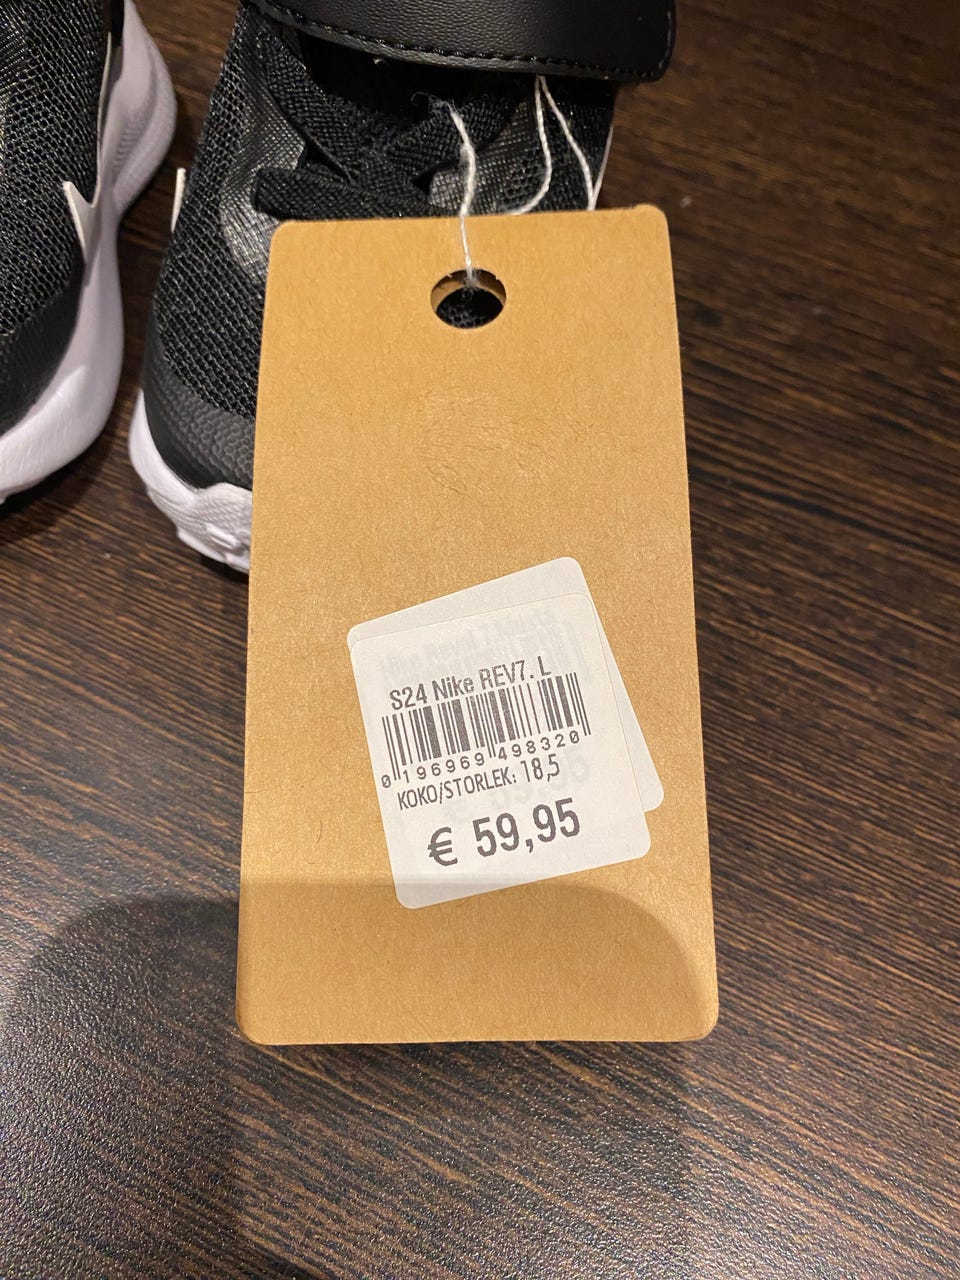 S24 Nike REV7. L
0 196969 498320
KOKO/STORLEK: 18,5
€ 59,95